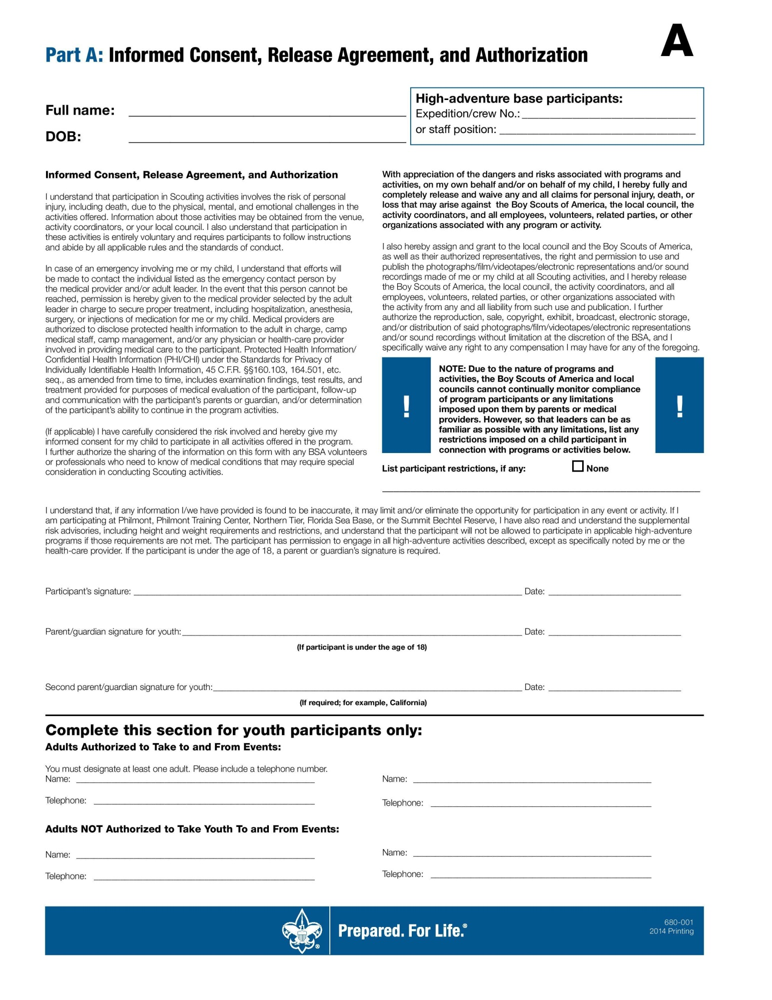 A
Part A: Informed Consent, Release Agreement, and Authorization
Full name: ____________________
DOB: ____________________
High-adventure base participants:
Expedition/crew No.: ____________________
or staff position: ____________________
Informed Consent, Release Agreement, and Authorization
I understand that participation in Scouting activities involves the risk of personal
injury, including death, due to the physical, mental, and emotional challenges in the
activities offered. Information about those activities may be obtained from the venue,
activity coordinators, or your local council. I also understand that participation in
these activities is entirely voluntary and requires participants to follow instructions
and abide by all applicable rules and the standards of conduct.
In case of an emergency involving me or my child, I understand that efforts will
be made to contact the individual listed as the emergency contact person by
the medical provider and/or adult leader. In the event that this person cannot be
reached, permission is hereby given to the medical provider selected by the adult
leader in charge to secure proper treatment, including hospitalization, anesthesia,
surgery, or injections of medication for me or my child. Medical providers are
authorized to disclose protected health information to the adult in charge, camp
medical staff, camp management, and/or any physician or health-care provider
involved in providing medical care to the participant. Protected Health Information/
Confidential Health Information (PHI/CHI) under the Standards for Privacy of
Individually Identifiable Health Information, 45 C.F.R. §§160.103, 164.501, etc.
seq., as amended from time to time, includes examination findings, test results, and
treatment provided for purposes of medical evaluation of the participant, follow-up
and communication with the participant's parents or guardian, and/or determination
of the participant's ability to continue in the program activities.
(If applicable) I have carefully considered the risk involved and hereby give my
informed consent for my child to participate in all activities offered in the program.
I further authorize the sharing of the information on this form with any BSA volunteers
or professionals who need to know of medical conditions that may require special
consideration in conducting Scouting activities.
With appreciation of the dangers and risks associated with programs and
activities, on my own behalf and/or on behalf of my child, I hereby fully and
completely release and waive any and all claims for personal injury, death, or
loss that may arise against the Boy Scouts of America, the local council, the
activity coordinators, and all employees, volunteers, related parties, or other
organizations associated with any program or activity.
I also hereby assign and grant to the local council and the Boy Scouts of America,
as well as their authorized representatives, the right and permission to use and
publish the photographs/film/videotapes/electronic representations and/or sound
recordings made of me or my child at all Scouting activities, and I hereby release
the Boy Scouts of America, the local council, the activity coordinators, and all
employees, volunteers, related parties, or other organizations associated with
the activity from any and all liability from such use and publication. I further
authorize the reproduction, sale, copyright, exhibit, broadcast, electronic storage,
and/or distribution of said photographs/film/videotapes/electronic representations
and/or sound recordings without limitation at the discretion of the BSA, and I
specifically waive any right to any compensation I may have for any of the foregoing.
!
NOTE: Due to the nature of programs and
activities, the Boy Scouts of America and local
councils cannot continually monitor compliance
of program participants or any limitations
imposed upon them by parents or medical
providers. However, so that leaders can be as
familiar as possible with any limitations, list any
restrictions imposed on a child participant in
connection with programs or activities below.
!
List participant restrictions, if any: ☐ None
____________________
I understand that, if any information I/we have provided is found to be inaccurate, it may limit and/or eliminate the opportunity for participation in any event or activity. If I
am participating at Philmont, Philmont Training Center, Northern Tier, Florida Sea Base, or the Summit Bechtel Reserve, I have also read and understand the supplemental
risk advisories, including height and weight requirements and restrictions, and understand that the participant will not be allowed to participate in applicable high-adventure
programs if those requirements are not met. The participant has permission to engage in all high-adventure activities described, except as specifically noted by me or the
health-care provider. If the participant is under the age of 18, a parent or guardian's signature is required.
Participant's signature: ____________________ Date: __________
Parent/guardian signature for youth: ____________________ Date: __________
(If participant is under the age of 18)
Second parent/guardian signature for youth: ____________________ Date: __________
(If required; for example, California)
Complete this section for youth participants only:
Adults Authorized to Take to and From Events:
You must designate at least one adult. Please include a telephone number.
Name: ____________________ Name: ____________________
Telephone: ____________________ Telephone: ____________________
Adults NOT Authorized to Take Youth To and From Events:
Name: ____________________ Name: ____________________
Telephone: ____________________ Telephone: ____________________
® Prepared. For Life.®
680-001
2014 Printing